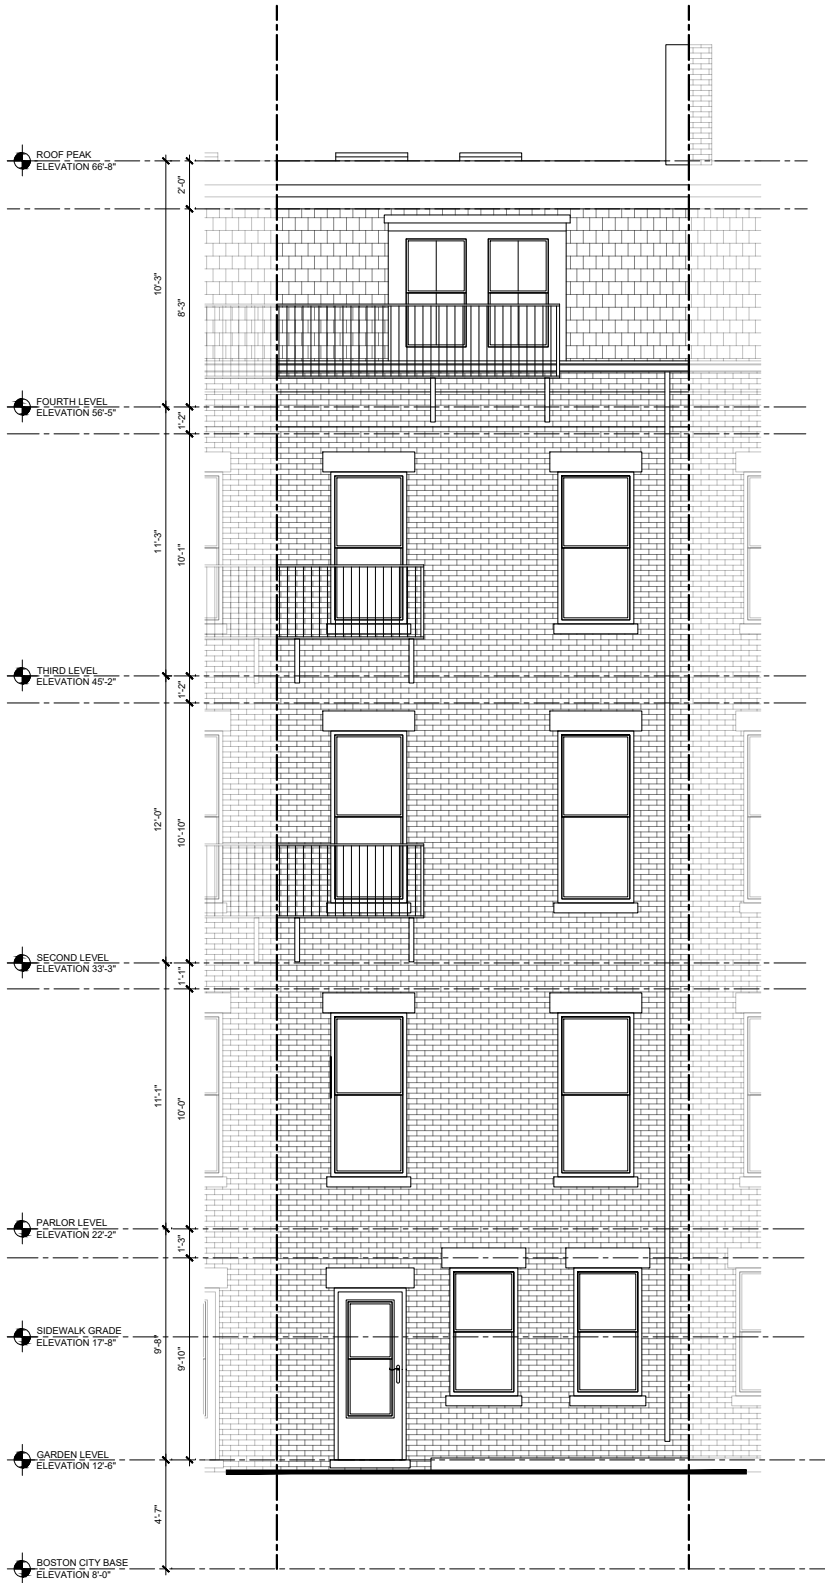 ROOF PEAK
ELEVATION 66'-8"
2'-0"
10'-3"
8'-3"
FOURTH LEVEL
ELEVATION 56'-5"
1'-2"
11'-3"
10'-1"
THIRD LEVEL
ELEVATION 45'-2"
1'-2"
12'-0"
10'-10"
SECOND LEVEL
ELEVATION 33'-3"
1'-1"
11'-1"
10'-0"
PARLOR LEVEL
ELEVATION 22'-2"
1'-3"
SIDEWALK GRADE
ELEVATION 17'-8"
9'-8"
9'-10"
GARDEN LEVEL
ELEVATION 12'-6"
4'-7"
BOSTON CITY BASE
ELEVATION 8'-0"